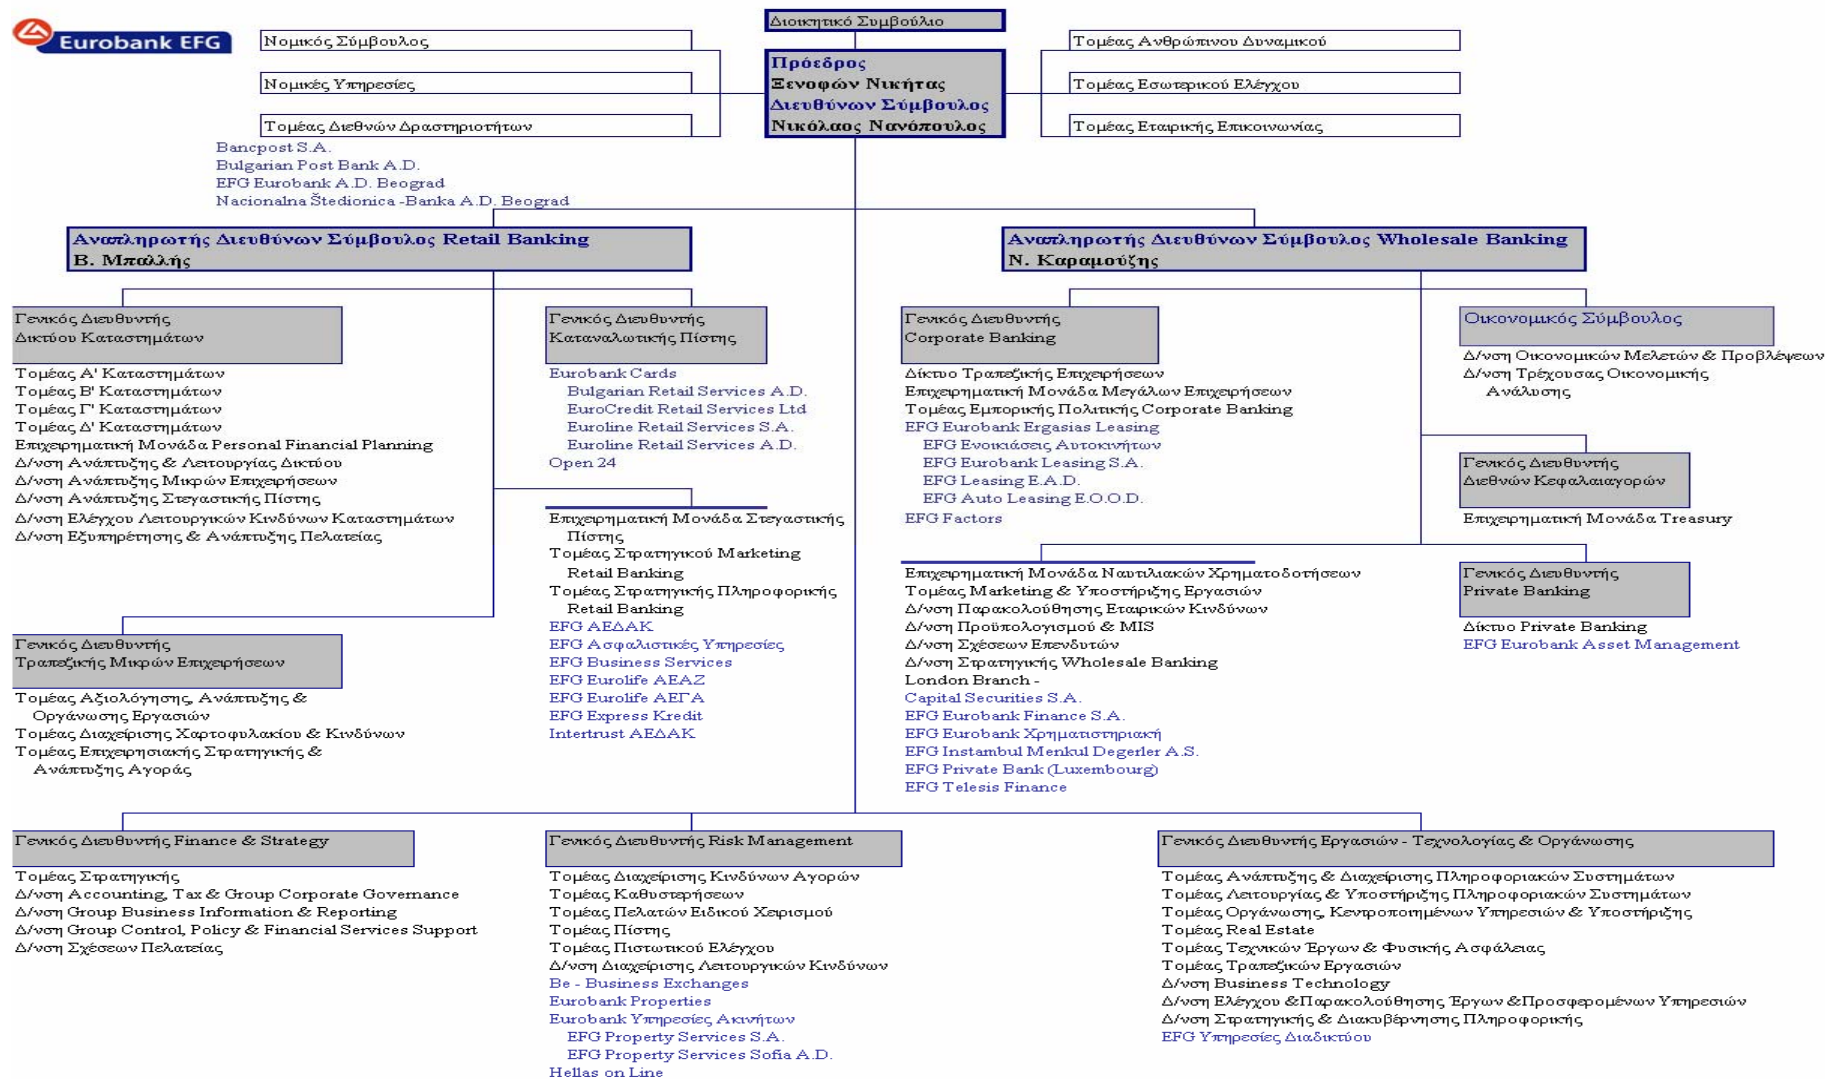 Eurobank EFG
Διοικητικό Συμβούλιο
Πρόεδρος
Ξενοφών Νικήτας
Διευθύνων Σύμβουλος
Νικόλαος Νανόπουλος
Νομικός Σύμβουλος
Νομικές Υπηρεσίες
Τομέας Διεθνών Δραστηριοτήτων
Bancpost S.A.
Bulgarian Post Bank A.D.
EFG Eurobank A.D. Beograd
Nacionalna Štedionica -Banka A.D. Beograd
Τομέας Ανθρώπινου Δυναμικού
Τομέας Εσωτερικού Ελέγχου
Τομέας Εταιρικής Επικοινωνίας
Αναπληρωτής Διευθύνων Σύμβουλος Retail Banking
Β. Μπαλλής
Γενικός Διευθυντής
Δικτύου Καταστημάτων
Τομέας Α' Καταστημάτων
Τομέας Β' Καταστημάτων
Τομέας Γ' Καταστημάτων
Τομέας Δ' Καταστημάτων
Επιχειρηματική Μονάδα Personal Financial Planning
Δ/νση Ανάπτυξης & Λειτουργίας Δικτύου
Δ/νση Ανάπτυξης Μικρών Επιχειρήσεων
Δ/νση Ανάπτυξης Στεγαστικής Πίστης
Δ/νση Ελέγχου Λειτουργικών Κινδύνων Καταστημάτων
Δ/νση Εξυπηρέτησης & Ανάπτυξης Πελατείας
Γενικός Διευθυντής
Τραπεζικής Μικρών Επιχειρήσεων
Τομέας Αξιολόγησης, Ανάπτυξης &
Οργάνωσης Εργασιών
Τομέας Διαχείρισης Χαρτοφυλακίου & Κινδύνων
Τομέας Επιχειρησιακής Στρατηγικής &
Ανάπτυξης Αγοράς
Γενικός Διευθυντής
Καταναλωτικής Πίστης
Eurobank Cards
Bulgarian Retail Services A.D.
EuroCredit Retail Services Ltd
Euroline Retail Services S.A.
Euroline Retail Services A.D.
Open 24
Επιχειρηματική Μονάδα Στεγαστικής
Πίστης
Τομέας Στρατηγικού Marketing
Retail Banking
Τομέας Στρατηγικής Πληροφορικής
Retail Banking
EFG ΑΕΔΑΚ
EFG Ασφαλιστικές Υπηρεσίες
EFG Business Services
EFG Eurolife ΑΕΑΖ
EFG Eurolife ΑΕΓΑ
EFG Express Kredit
Intertrust ΑΕΔΑΚ
Αναπληρωτής Διευθύνων Σύμβουλος Wholesale Banking
Ν. Καραμούζης
Γενικός Διευθυντής
Corporate Banking
Δίκτυο Τραπεζικής Επιχειρήσεων
Επιχειρηματική Μονάδα Μεγάλων Επιχειρήσεων
Τομέας Εμπορικής Πολιτικής Corporate Banking
EFG Eurobank Ergasias Leasing
EFG Ενοικιάσεις Αυτοκινήτων
EFG Eurobank Leasing S.A.
EFG Leasing E.A.D.
EFG Auto Leasing E.O.O.D.
EFG Factors
Επιχειρηματική Μονάδα Ναυτιλιακών Χρηματοδοτήσεων
Τομέας Marketing & Υποστήριξης Εργασιών
Δ/νση Παρακολούθησης Εταιρικών Κινδύνων
Δ/νση Προϋπολογισμού & MIS
Δ/νση Σχέσεων Επενδυτών
Δ/νση Στρατηγικής Wholesale Banking
London Branch -
Capital Securities S.A.
EFG Eurobank Finance S.A.
EFG Eurobank Χρηματιστηριακή
EFG Instambul Menkul Degerler A.S.
EFG Private Bank (Luxembourg)
EFG Telesis Finance
Οικονομικός Σύμβουλος
Δ/νση Οικονομικών Μελετών & Προβλέψεων
Δ/νση Τρέχουσας Οικονομικής
Ανάλυσης
Γενικός Διευθυντής
Διεθνών Κεφαλαιαγορών
Επιχειρηματική Μονάδα Treasury
Γενικός Διευθυντής
Private Banking
Δίκτυο Private Banking
EFG Eurobank Asset Management
Γενικός Διευθυντής Finance & Strategy
Τομέας Στρατηγικής
Δ/νση Accounting, Tax & Group Corporate Governance
Δ/νση Group Business Information & Reporting
Δ/νση Group Control, Policy & Financial Services Support
Δ/νση Σχέσεων Πελατείας
Γενικός Διευθυντής Risk Management
Τομέας Διαχείρισης Κινδύνων Αγορών
Τομέας Καθυστερήσεων
Τομέας Πελατών Ειδικού Χειρισμού
Τομέας Πίστης
Τομέας Πιστωτικού Ελέγχου
Δ/νση Διαχείρισης Λειτουργικών Κινδύνων
Be - Business Exchanges
Eurobank Properties
Eurobank Υπηρεσίες Ακινήτων
EFG Property Services S.A.
EFG Property Services Sofia A.D.
Hellas on Line
Γενικός Διευθυντής Εργασιών - Τεχνολογίας & Οργάνωσης
Τομέας Ανάπτυξης & Διαχείρισης Πληροφοριακών Συστημάτων
Τομέας Λειτουργίας & Υποστήριξης Πληροφοριακών Συστημάτων
Τομέας Οργάνωσης, Κεντροποιημένων Υπηρεσιών & Υποστήριξης
Τομέας Real Estate
Τομέας Τεχνικών Έργων & Φυσικής Ασφάλειας
Τομέας Τραπεζικών Εργασιών
Δ/νση Business Technology
Δ/νση Ελέγχου &Παρακολούθησης Έργων &Προσφερομένων Υπηρεσιών
Δ/νση Στρατηγικής & Διακυβέρνησης Πληροφορικής
EFG Υπηρεσίες Διαδικτύου